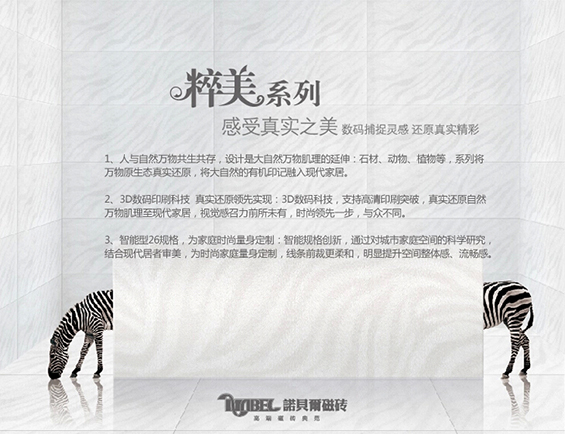 粹美系列
感受真实之美 数码捕捉灵感 还原真实精彩
1、人与自然万物共生共存，设计是大自然万物肌理的延伸：石材、动物、植物等，系列将
万物原生态真实还原，将大自然的有机印记融入现代家居。
2、3D数码印刷科技 真实还原领先实现：3D数码科技，支持高清印刷突破，真实还原自然
万物肌理至现代家居，视觉感召力前所未有，时尚领先一步，与众不同。
3、智能型26规格，为家庭时尚量身定制：智能规格创新，通过对城市家庭空间的科学研究，
结合现代居者审美，为时尚家庭量身定制，线条前裁更柔和，明显提升空间整体感、流畅感。
NABEL 諾貝爾磁砖
高端磁砖典范